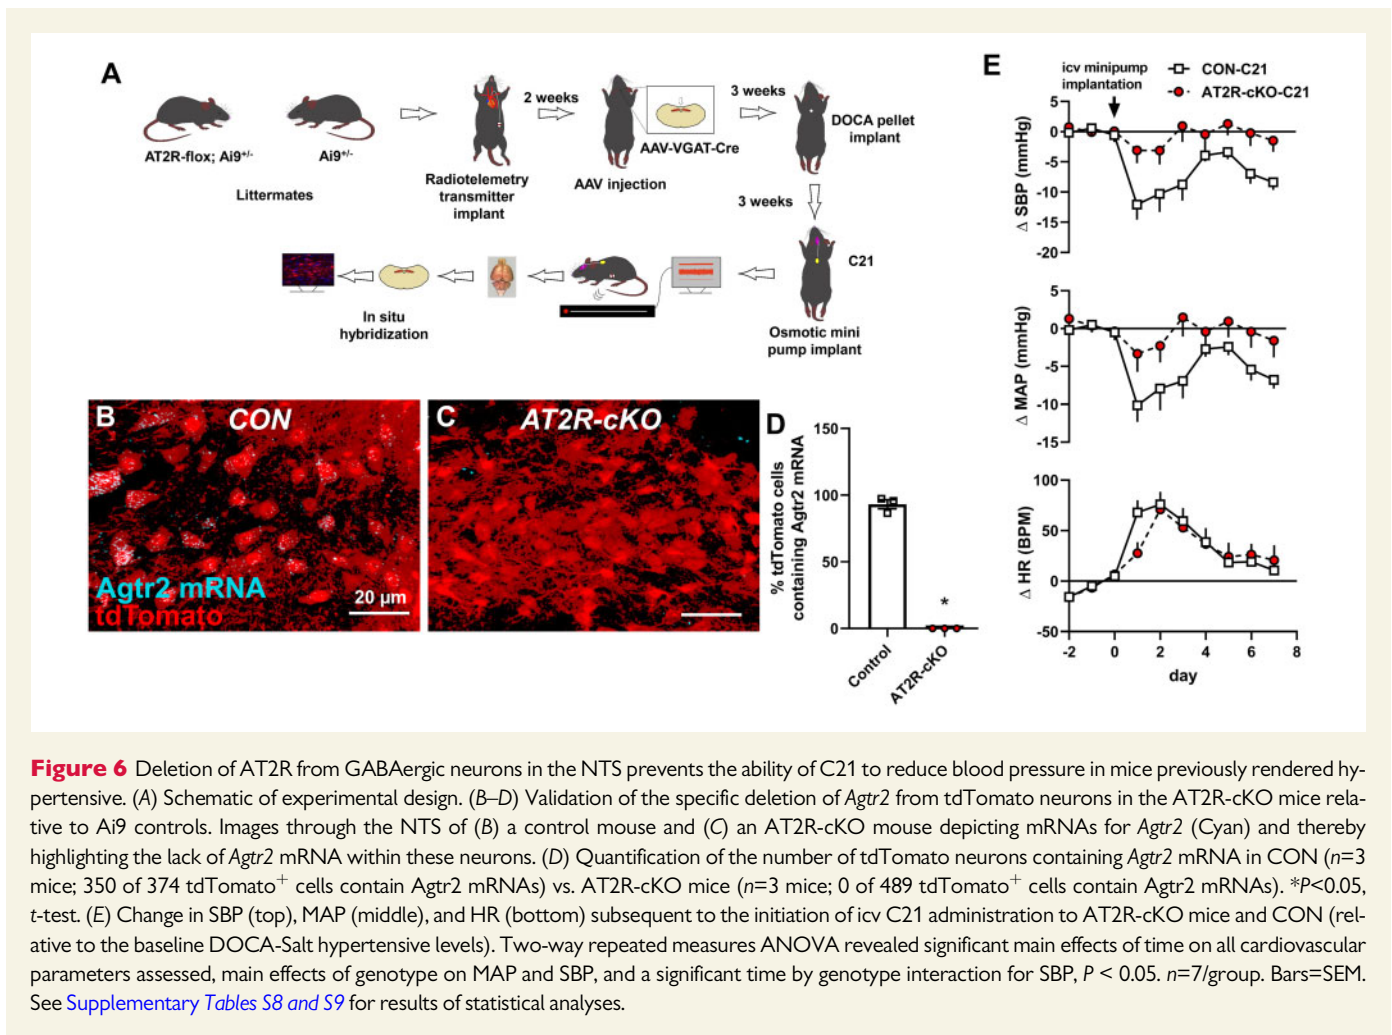 A
AT2R-flox; Ai9+/-
Ai9+/-
Littermates
Radiotelemetry
transmitter
implant
2 weeks
AAV injection
AAV-VGAT-Cre
3 weeks
DOCA pellet
implant
3 weeks
C21
Osmotic mini
pump implant
In situ
hybridization
B
CON
Agtr2 mRNA
tdTomato
20 μm
C
AT2R-cKO
D
% tdTomato cells
containing Agtr2 mRNA
150
100
50
0
*
Control
AT2R-cKO
E
icv minipump
implantation
CON-C21
AT2R-cKO-C21
Δ SBP (mmHg)
5
0
-5
-10
-15
-20
Δ MAP (mmHg)
5
0
-5
-10
-15
Δ HR (BPM)
100
50
0
-50
-2
0
2
4
6
8
day
Figure 6 Deletion of AT2R from GABAergic neurons in the NTS prevents the ability of C21 to reduce blood pressure in mice previously rendered hy-
pertensive. (A) Schematic of experimental design. (B–D) Validation of the specific deletion of Agtr2 from tdTomato neurons in the AT2R-cKO mice rela-
tive to Ai9 controls. Images through the NTS of (B) a control mouse and (C) an AT2R-cKO mouse depicting mRNAs for Agtr2 (Cyan) and thereby
highlighting the lack of Agtr2 mRNA within these neurons. (D) Quantification of the number of tdTomato neurons containing Agtr2 mRNA in CON (n=3
mice; 350 of 374 tdTomato+ cells contain Agtr2 mRNAs) vs. AT2R-cKO mice (n=3 mice; 0 of 489 tdTomato+ cells contain Agtr2 mRNAs). *P<0.05,
t-test. (E) Change in SBP (top), MAP (middle), and HR (bottom) subsequent to the initiation of icv C21 administration to AT2R-cKO mice and CON (rel-
ative to the baseline DOCA-Salt hypertensive levels). Two-way repeated measures ANOVA revealed significant main effects of time on all cardiovascular
parameters assessed, main effects of genotype on MAP and SBP, and a significant time by genotype interaction for SBP, P < 0.05. n=7/group. Bars=SEM.
See Supplementary Tables S8 and S9 for results of statistical analyses.